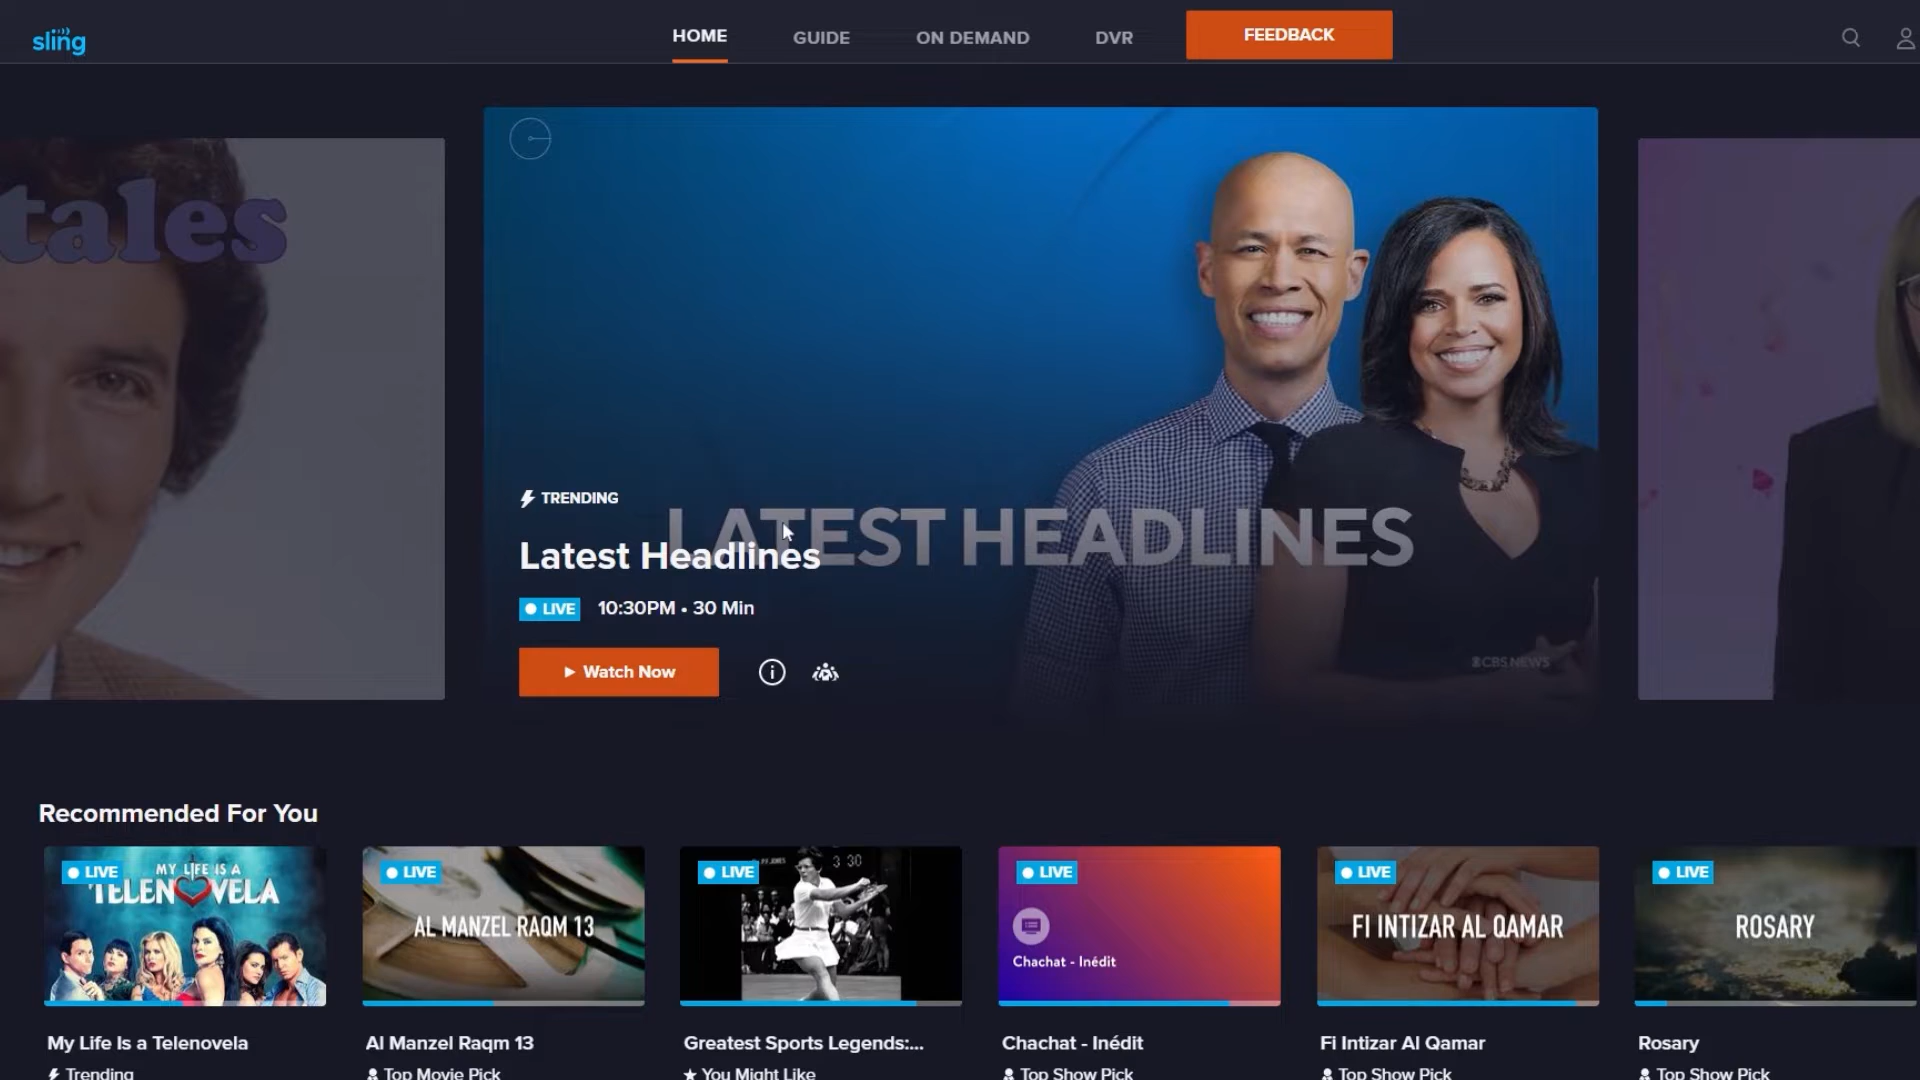 sling
HOME
GUIDE
ON DEMAND
DVR
FEEDBACK
tales
TRENDING
LATEST HEADLINES
Latest Headlines
LIVE
10:30PM • 30 Min
Watch Now
CBS NEWS
Recommended For You
LIVE
MY LIFE IS A
TELENOVELA
LIVE
AL MANZEL RAQM 13
LIVE
3 30
LIVE
Chachat - Inédit
LIVE
FI INTIZAR AL QAMAR
LIVE
ROSARY
My Life Is a Telenovela
Al Manzel Raqm 13
Greatest Sports Legends:...
Chachat - Inédit
Fi Intizar Al Qamar
Rosary
Trending
Top Movie Pick
You Might Like
Top Show Pick
Top Show Pick
Top Show Pick